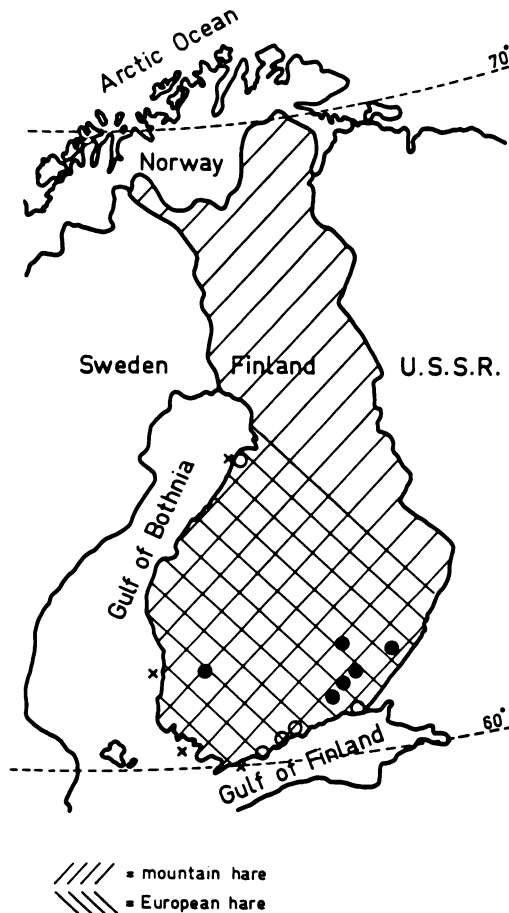 Arctic Ocean
70°
Norway
Sweden
Finland
U.S.S.R.
Gulf of Bothnia
60°
Gulf of Finland
= mountain hare
= European hare